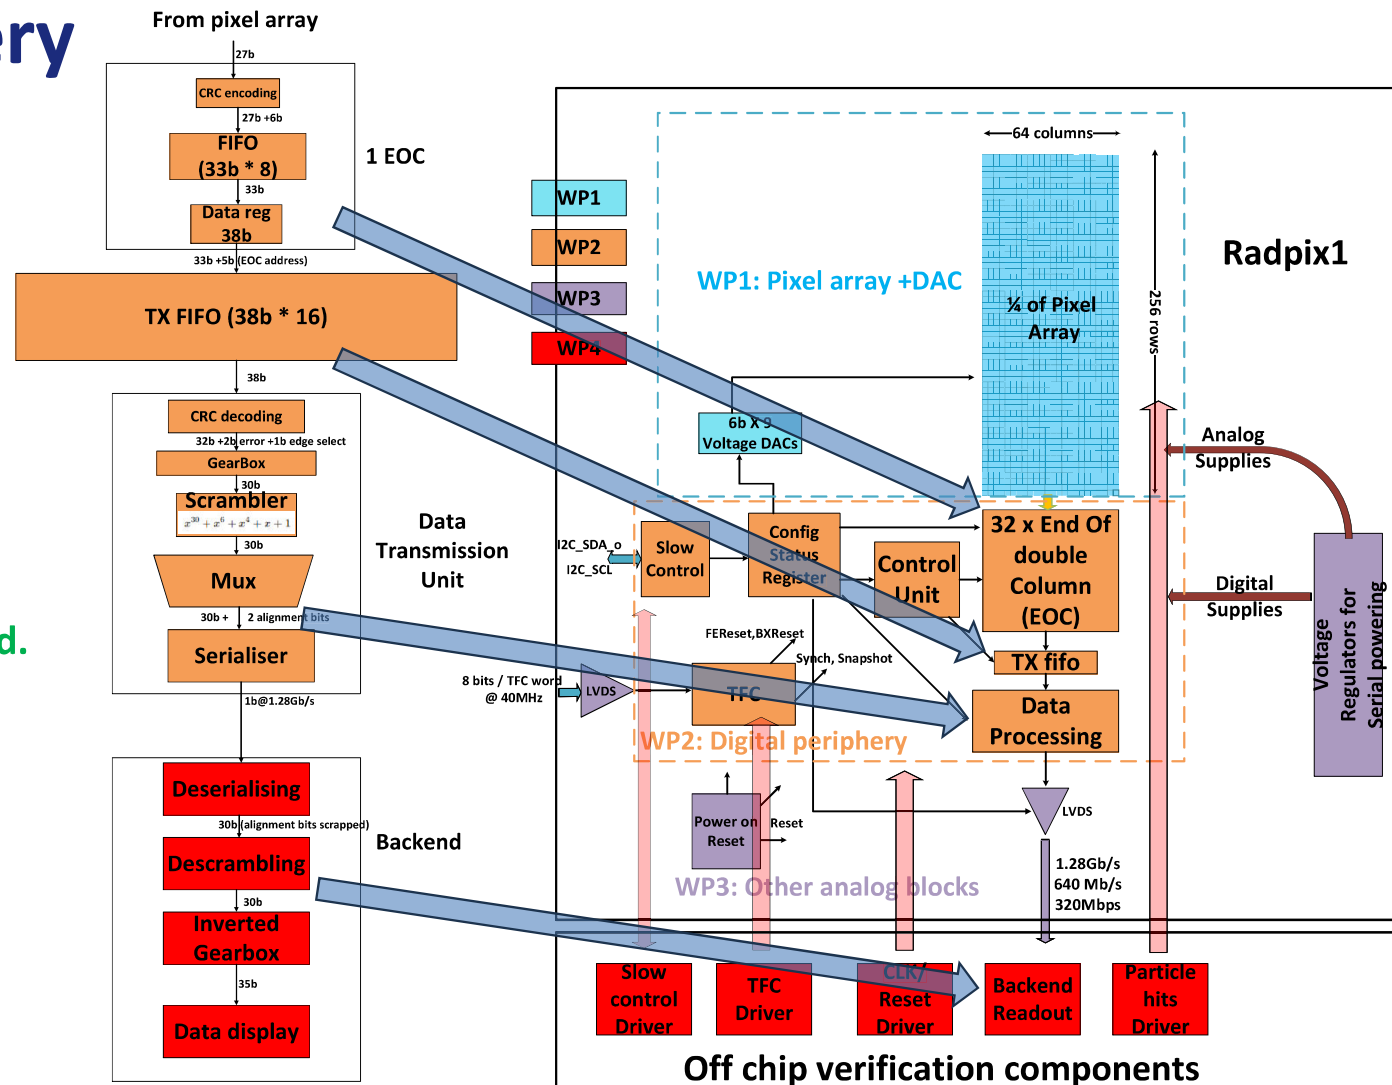 ery
d.
From pixel array
27b
CRC encoding
27b +6b
FIFO
(33b * 8)
33b
Data reg
38b
1 EOC
33b +5b (EOC address)
TX FIFO (38b * 16)
38b
CRC decoding
32b +2b error +1b edge select
GearBox
30b
Scrambler
x^30 + x^6 + x^4 + x + 1
30b
Mux
30b + 2 alignment bits
Serialiser
Data
Transmission
Unit
1b@1.28Gb/s
Deserialising
30b (alignment bits scrapped)
Descrambling
30b
Inverted
Gearbox
35b
Data display
Backend
WP1
WP2
WP3
WP4
Radpix1
64 columns
256 rows
WP1: Pixel array +DAC
¼ of Pixel
Array
6b X 9
Voltage DACs
Analog
Supplies
Digital
Supplies
Voltage
Regulators for
Serial powering
I2C_SDA_o
I2C_SCL
Slow
Control
Config
Status
Register
Control
Unit
32 x End Of
double
Column
(EOC)
TX fifo
Data
Processing
FEReset,BXReset
Synch, Snapshot
8 bits / TFC word
@ 40MHz
LVDS
TFC
WP2: Digital periphery
Power on
Reset
Reset
LVDS
WP3: Other analog blocks
1.28Gb/s
640 Mb/s
320Mbps
Slow
control
Driver
TFC
Driver
CLK/
Reset
Driver
Backend
Readout
Particle
hits
Driver
Off chip verification components